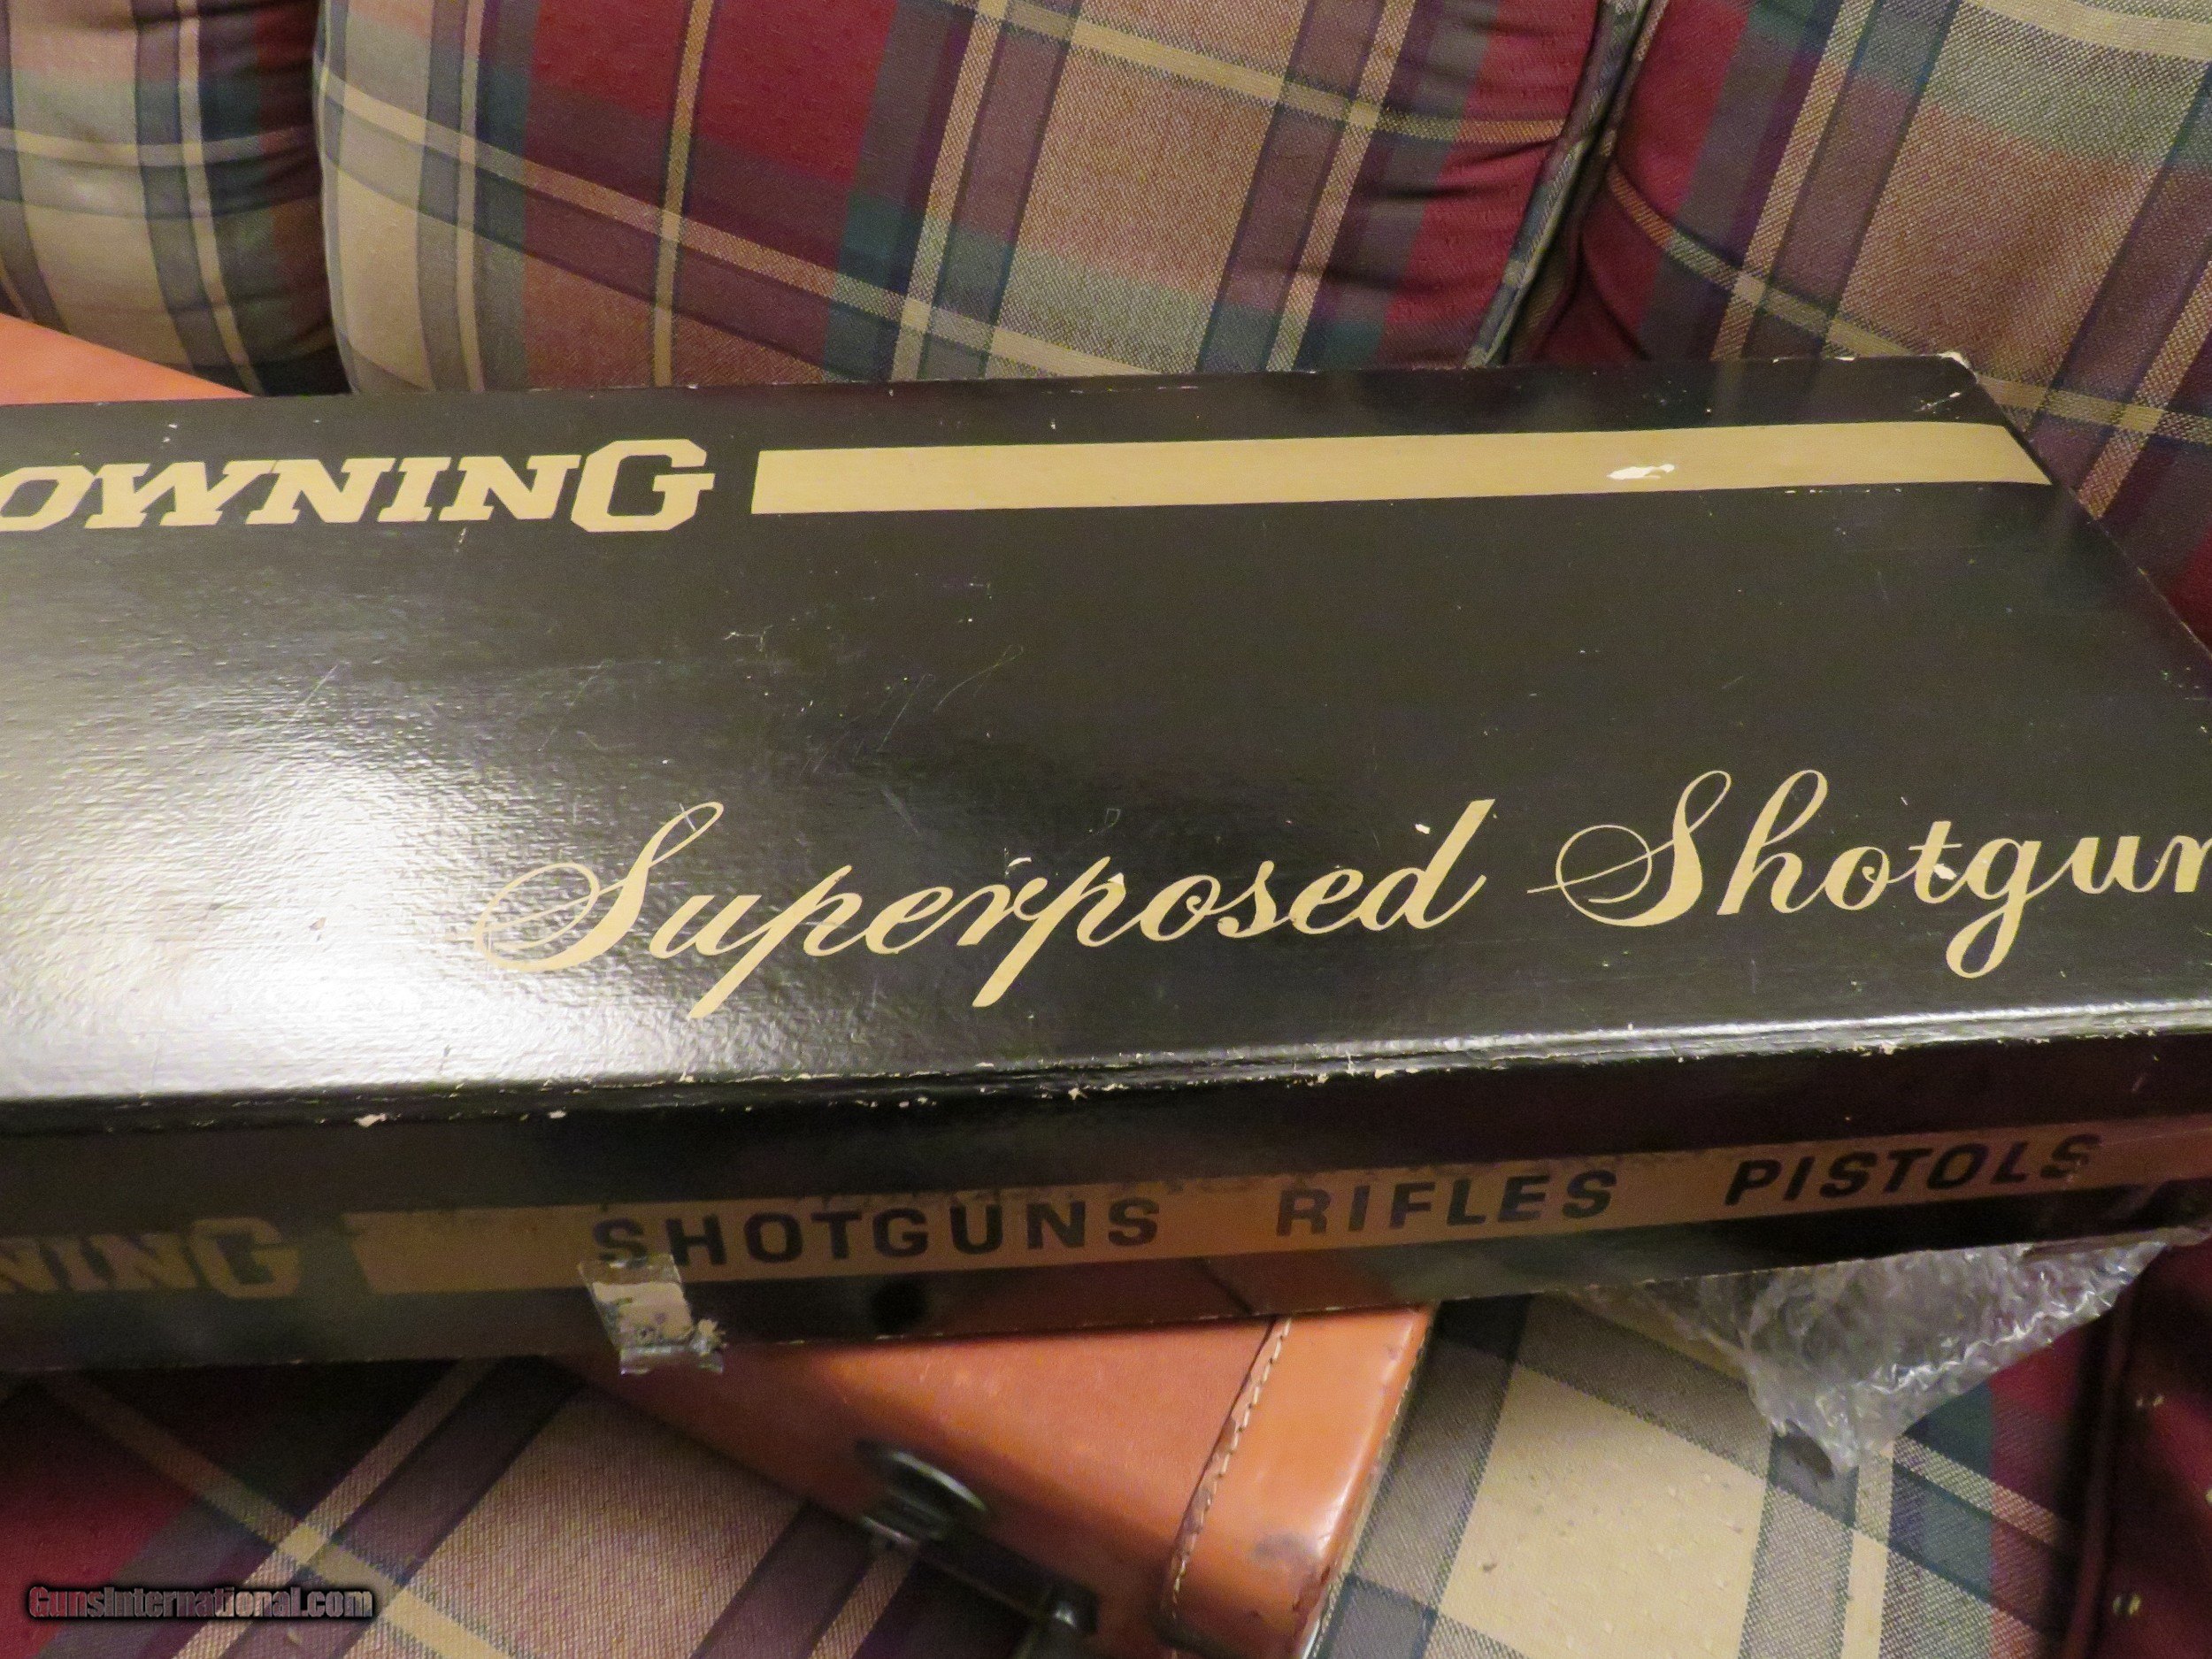 OWNING
Superposed Shotgun
NING SHOTGUNS RIFLES PISTOLS
GunsInternational.com